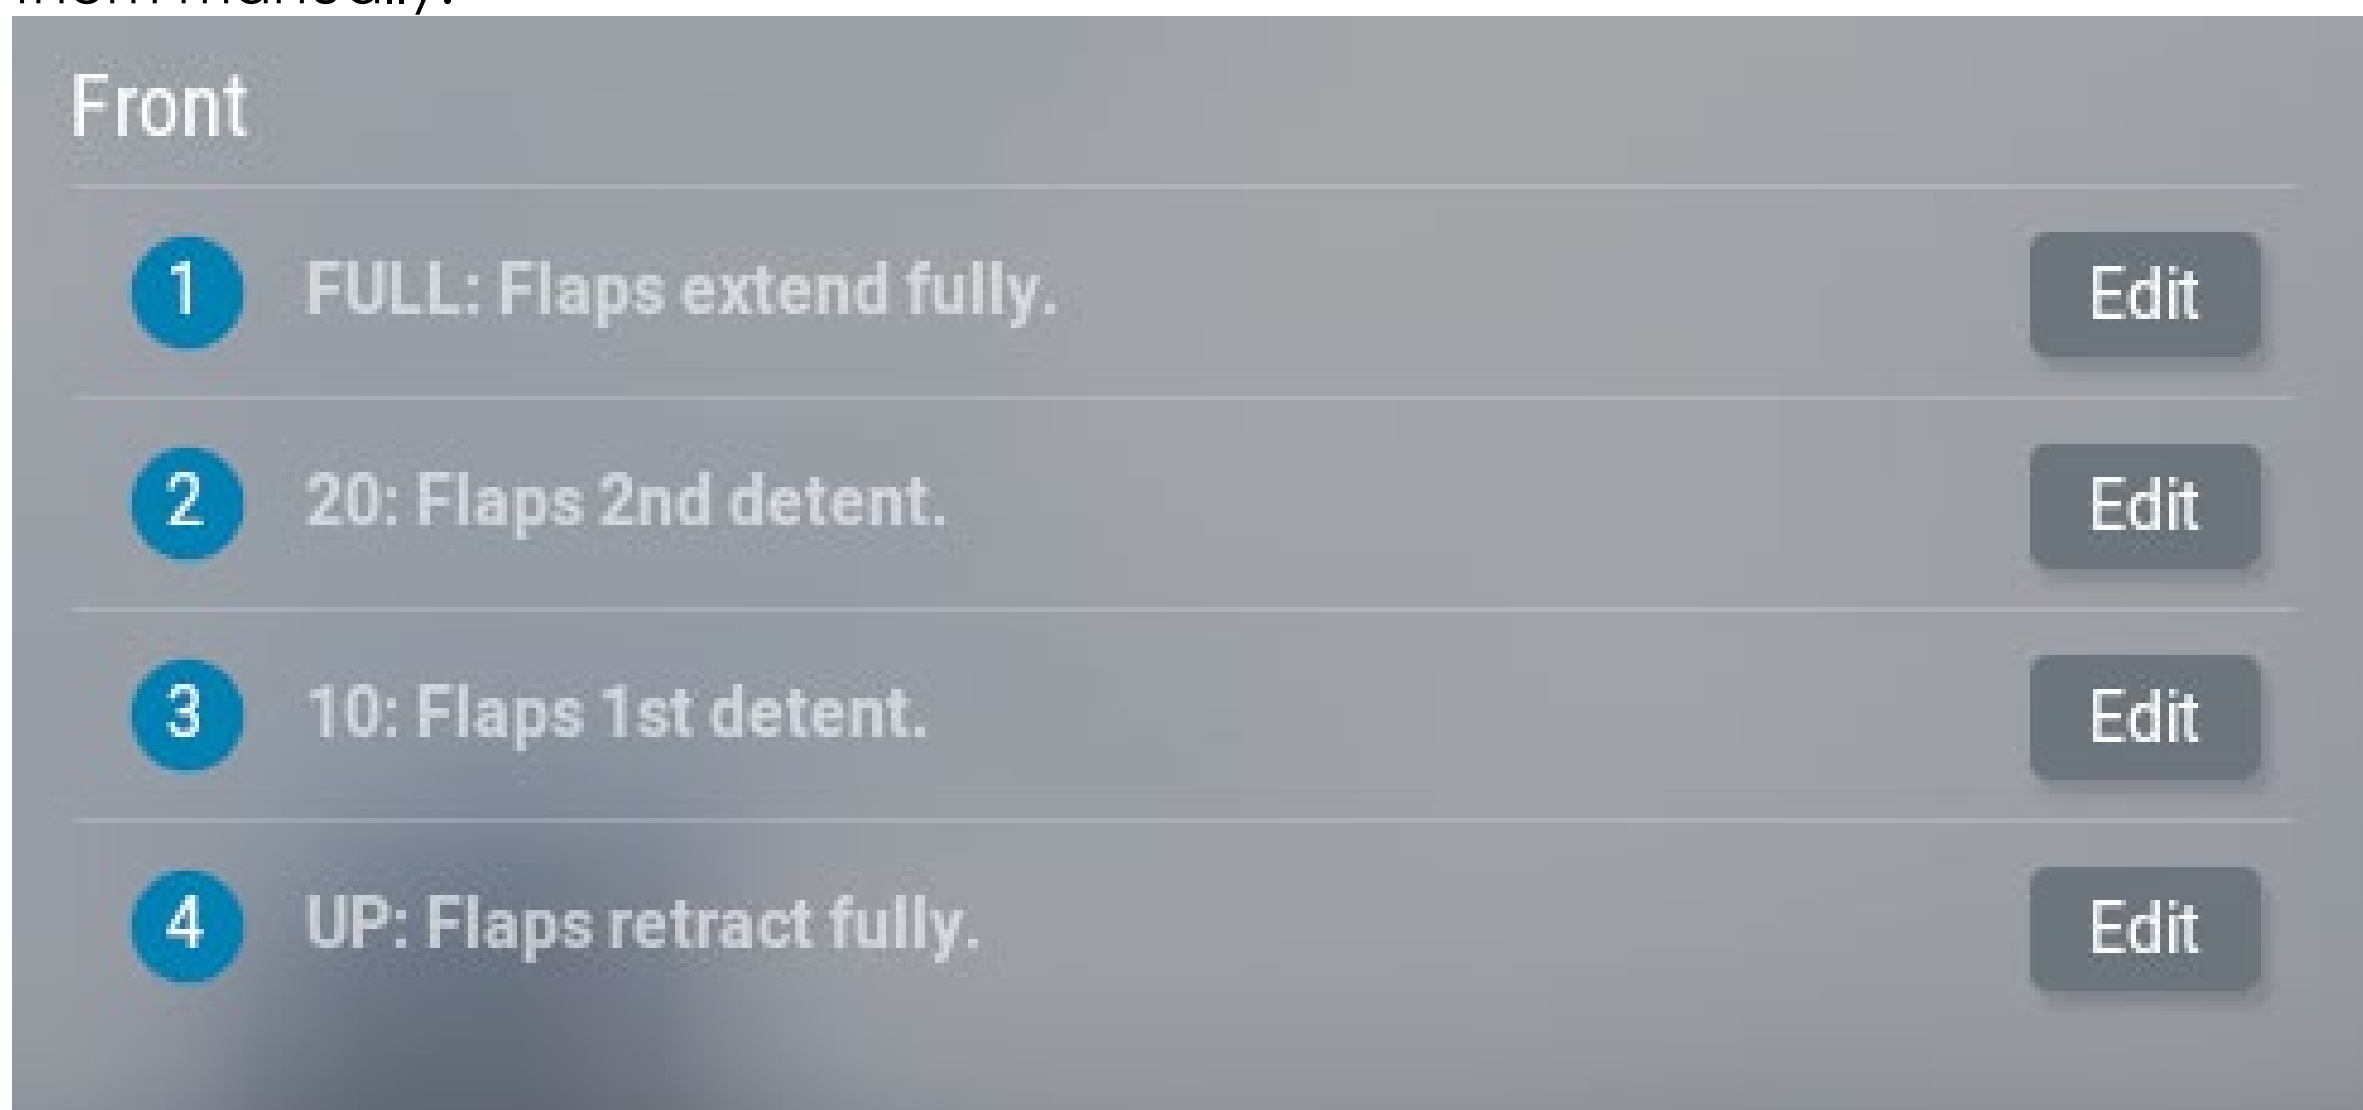 Front
1 FULL: Flaps extend fully. Edit
2 20: Flaps 2nd detent. Edit
3 10: Flaps 1st detent. Edit
4 UP: Flaps retract fully. Edit